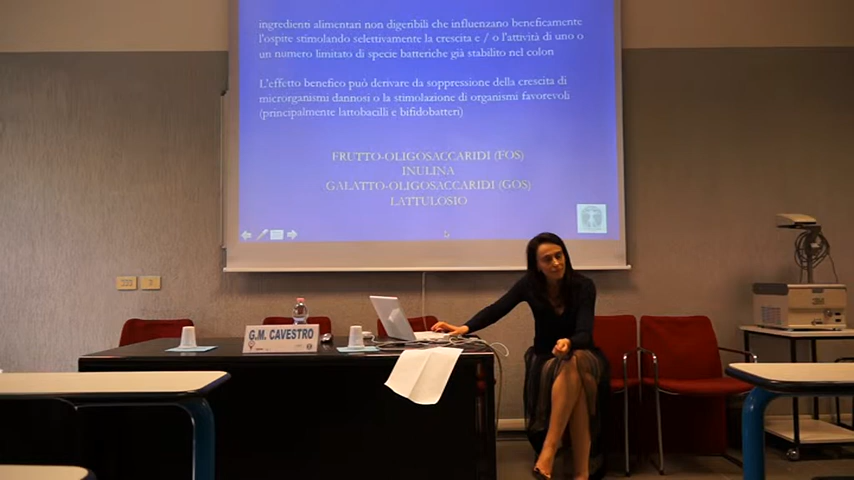 ingredienti alimentari non digeribili che influenzano beneficamente
l'ospite stimolando selettivamente la crescita e / o l'attività di uno o
un numero limitato di specie batteriche già stabilito nel colon
L'effetto benefico può derivare da soppressione della crescita di
microrganismi dannosi o la stimolazione di organismi favorevoli
(principalmente lattobacilli e bifidobatteri)
FRUTTO-OLIGOSACCARIDI (FOS)
INULINA
GALATTO-OLIGOSACCARIDI (GOS)
LATTULOSIO
G.M. CAVESTRO